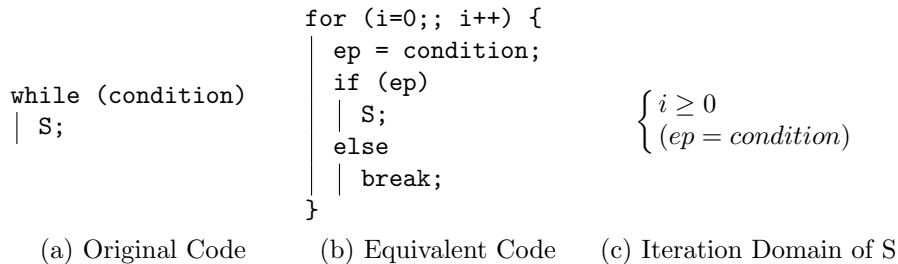 while (condition)
S;
(a) Original Code
for (i=0;; i++) {
ep = condition;
if (ep)
S;
else
break;
}
(b) Equivalent Code
i ≥ 0
(ep = condition)
(c) Iteration Domain of S